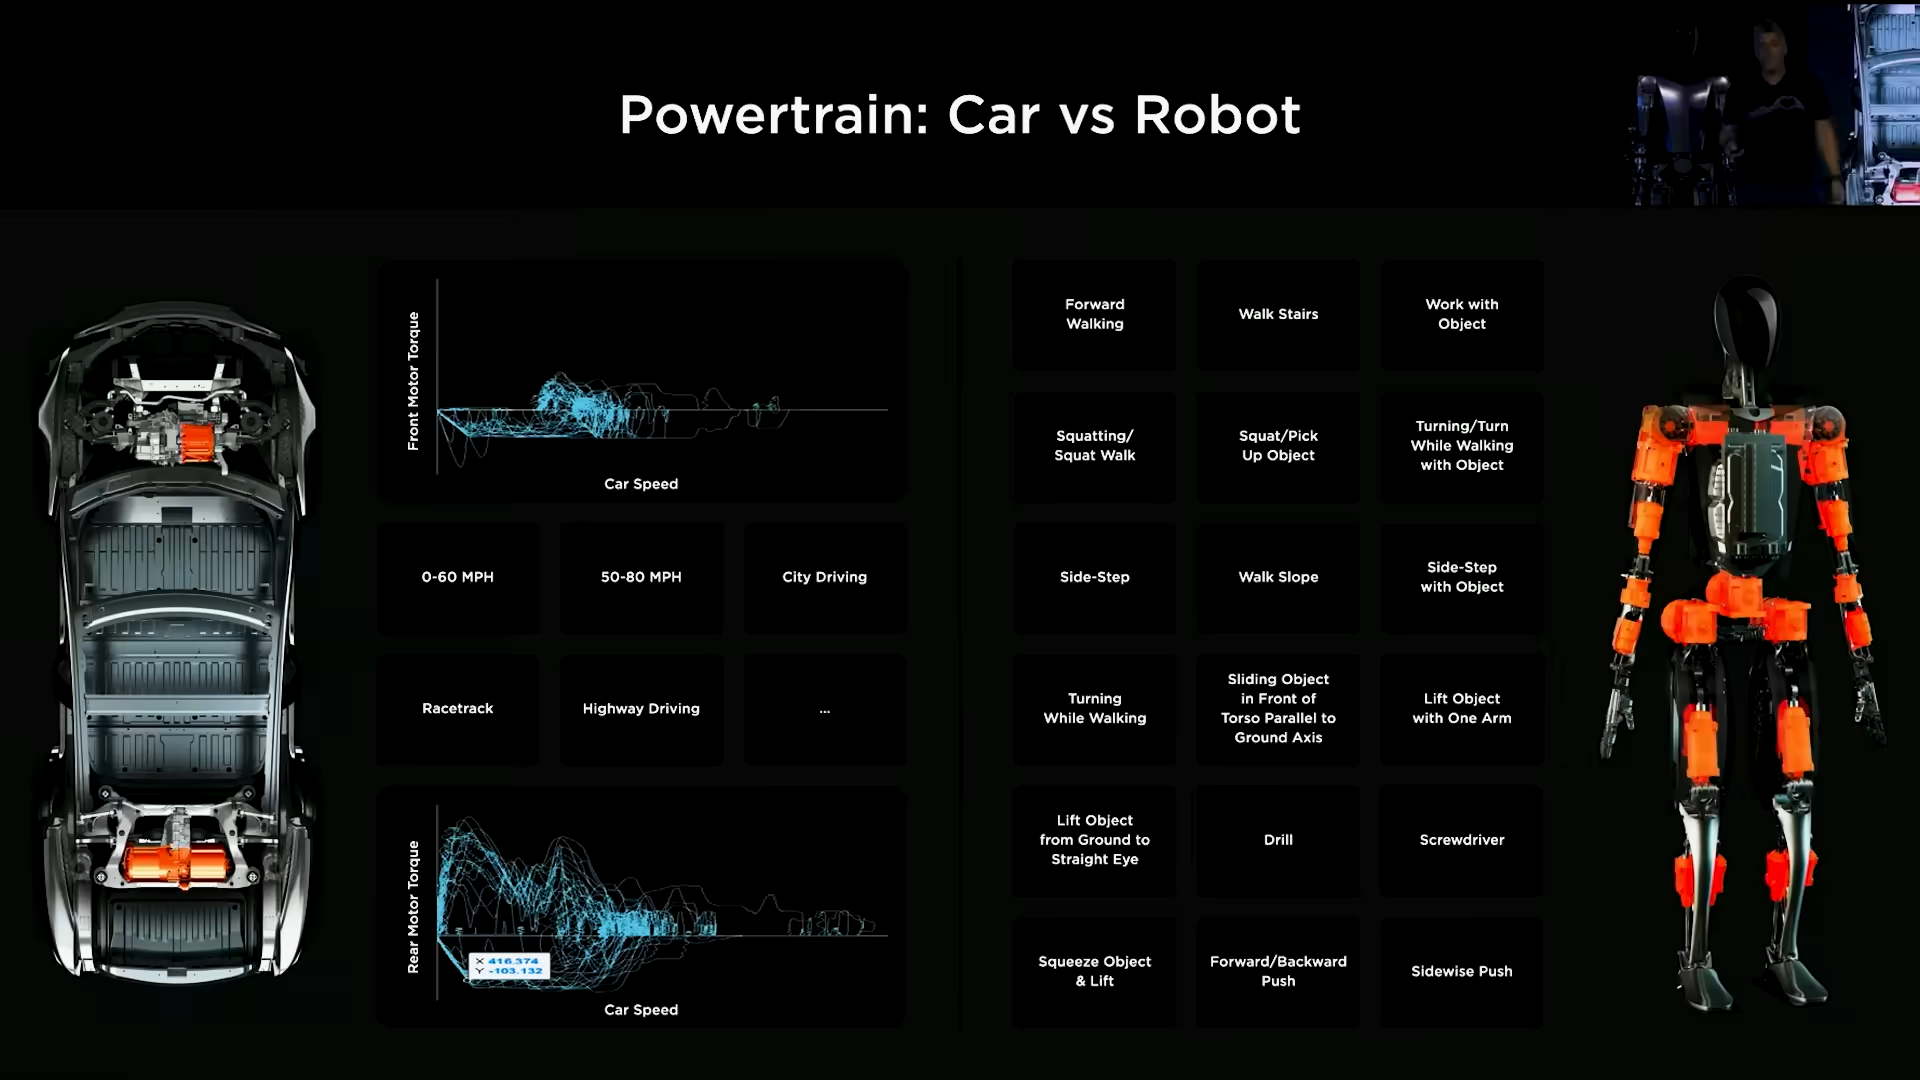 Powertrain: Car vs Robot
Front Motor Torque
Car Speed
0-60 MPH
50-80 MPH
City Driving
Racetrack
Highway Driving
...
Rear Motor Torque
X 416.374
Y -103.132
Car Speed
Forward
Walking
Walk Stairs
Work with
Object
Squatting/
Squat Walk
Squat/Pick
Up Object
Turning/Turn
While Walking
with Object
Side-Step
Walk Slope
Side-Step
with Object
Turning
While Walking
Sliding Object
in Front of
Torso Parallel to
Ground Axis
Lift Object
with One Arm
Lift Object
from Ground to
Straight Eye
Drill
Screwdriver
Squeeze Object
& Lift
Forward/Backward
Push
Sidewise Push